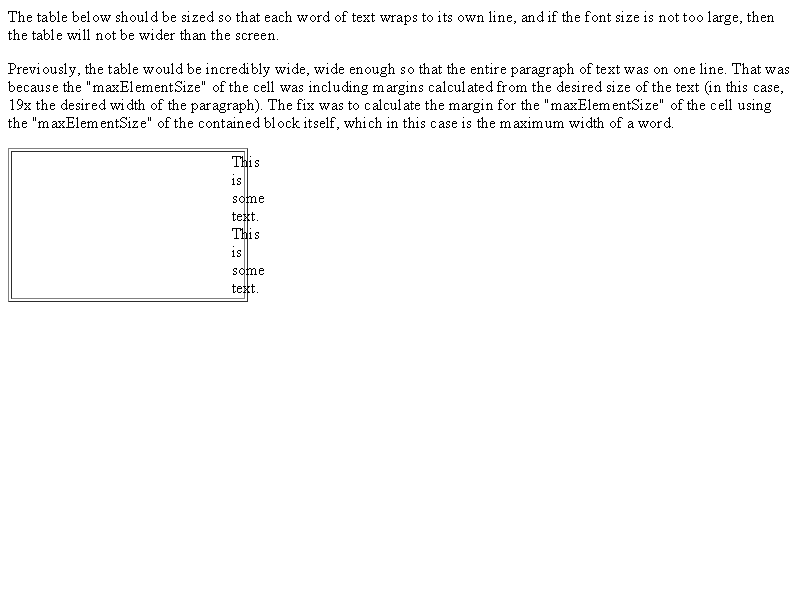 The table below should be sized so that each word of text wraps to its own line, and if the font size is not too large, then
the table will not be wider than the screen.
Previously, the table would be incredibly wide, wide enough so that the entire paragraph of text was on one line. That was
because the "maxElementSize" of the cell was including margins calculated from the desired size of the text (in this case,
19x the desired width of the paragraph). The fix was to calculate the margin for the "maxElementSize" of the cell using
the "maxElementSize" of the contained block itself, which in this case is the maximum width of a word.
This
is
some
text.
This
is
some
text.